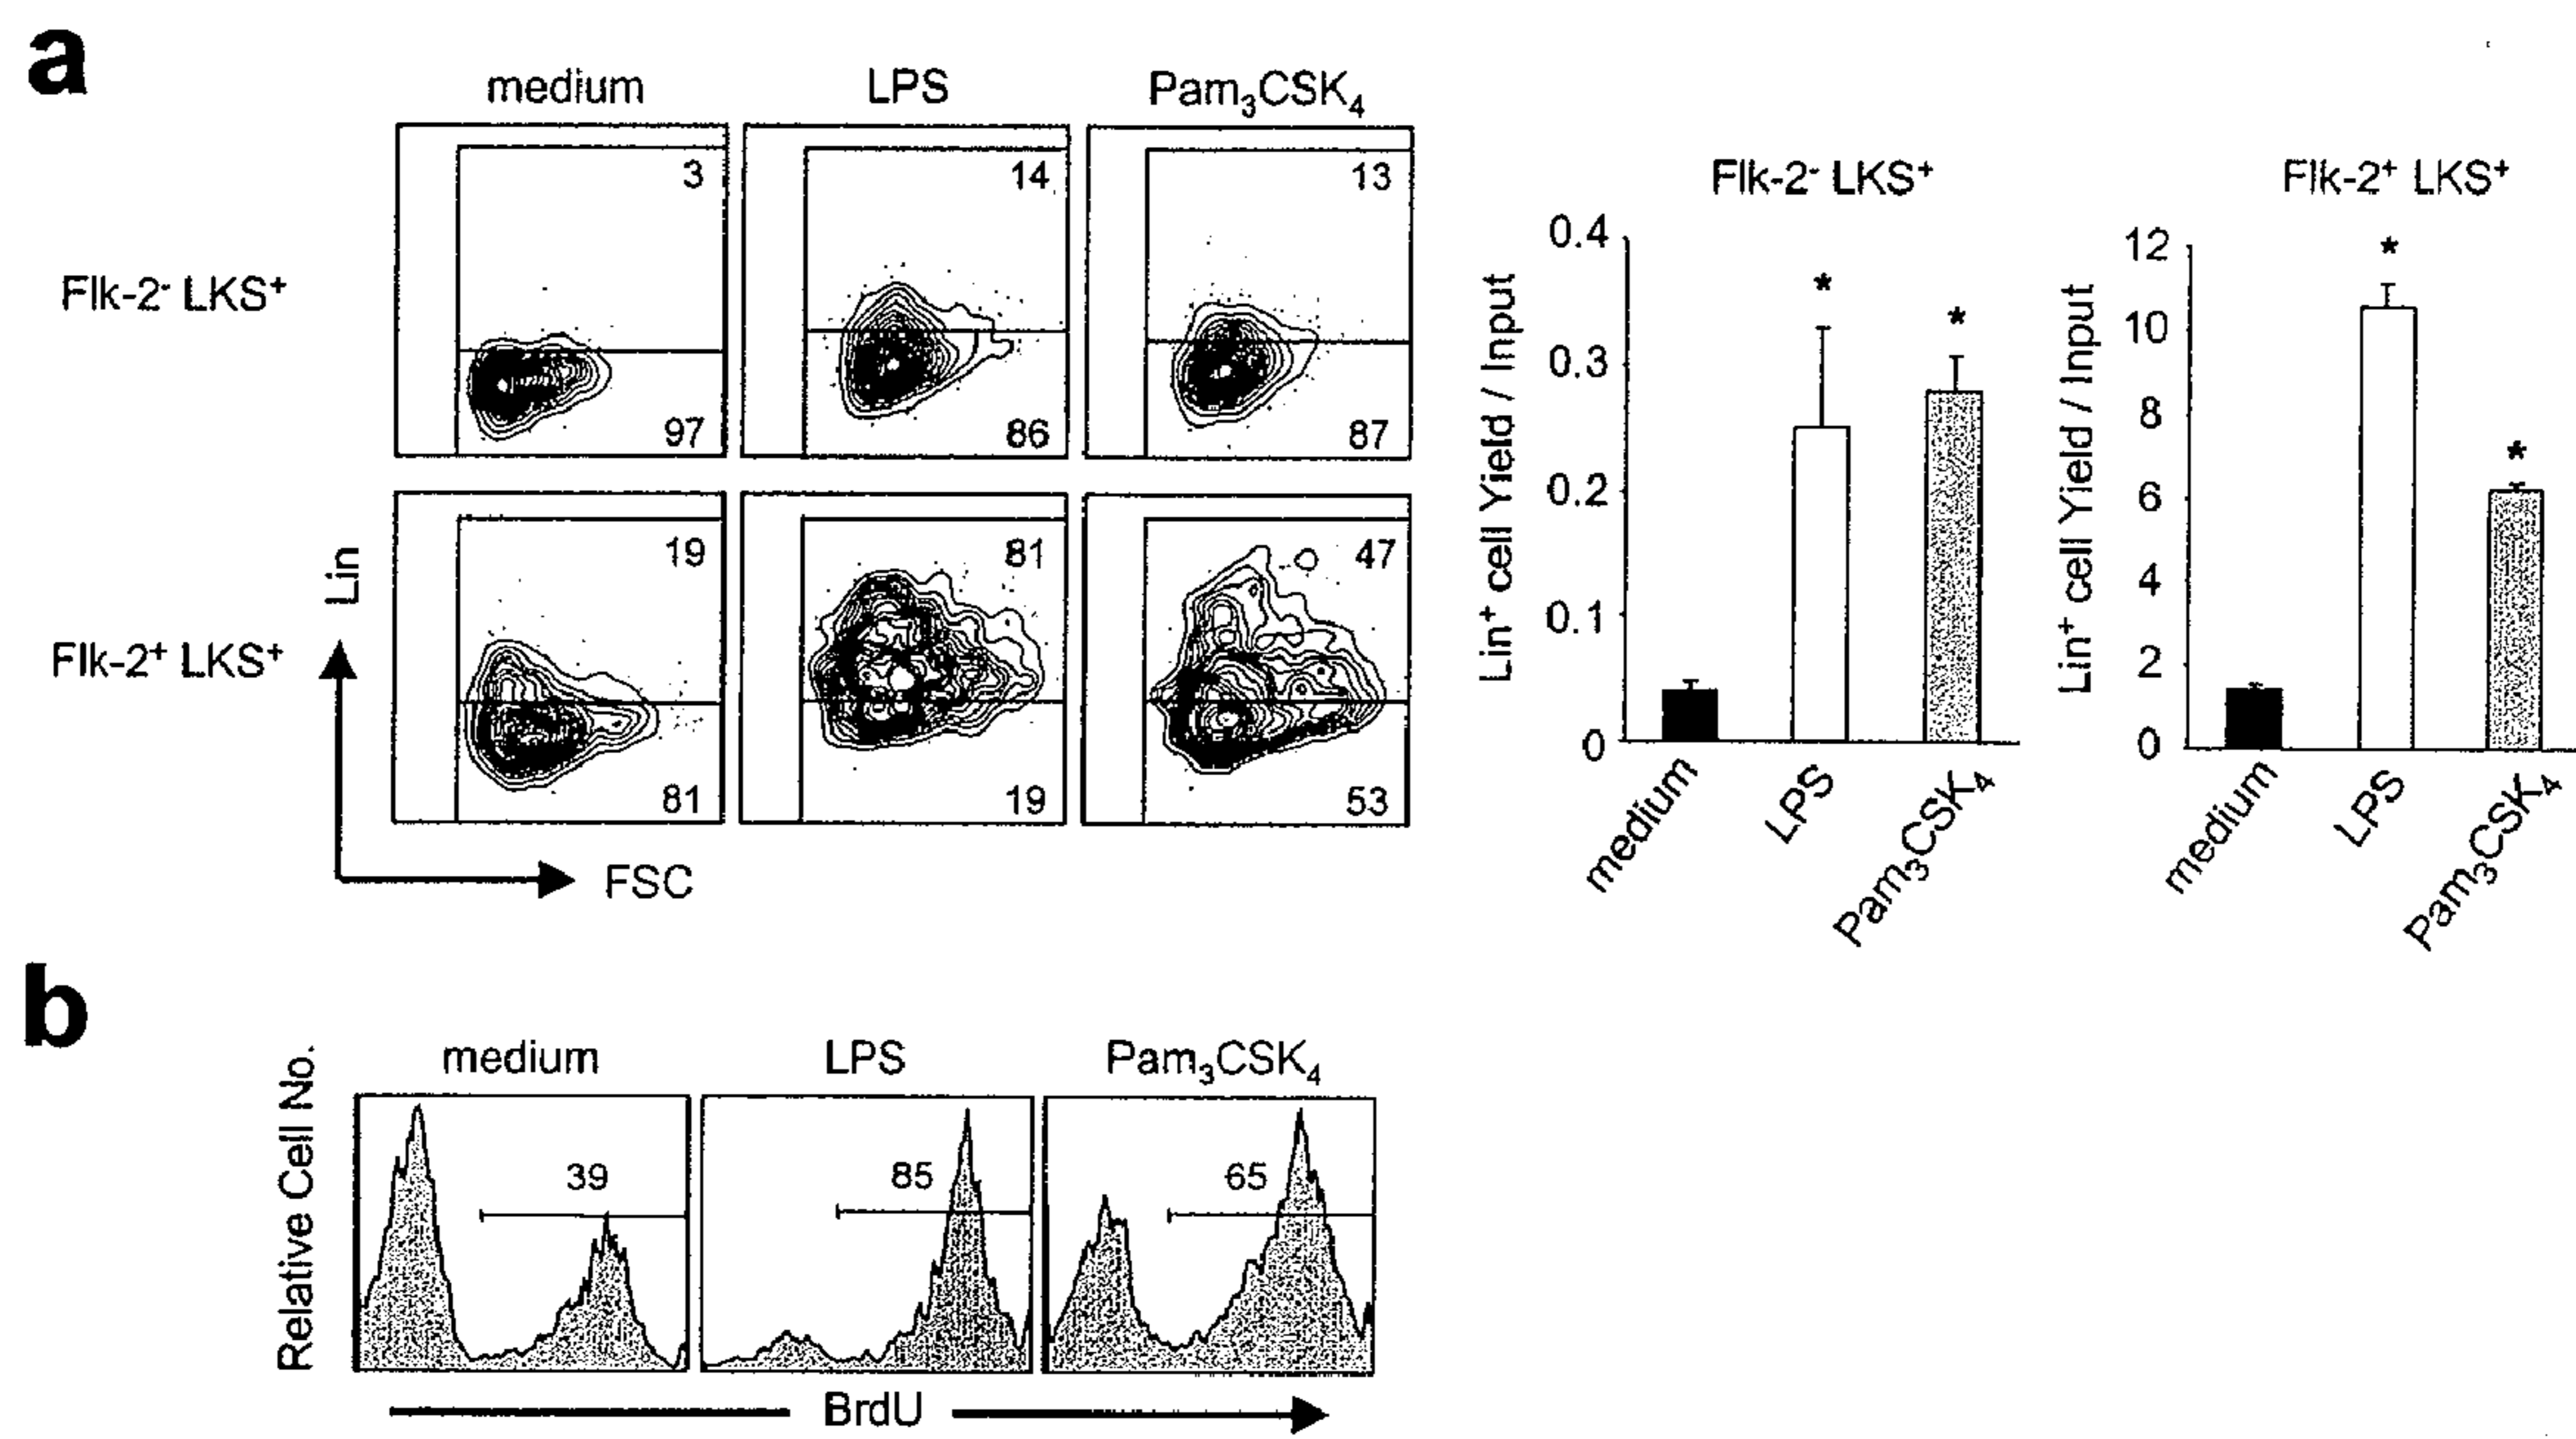 a
medium LPS Pam₃CSK₄
Flk-2⁻ LKS⁺
3 14 13
97 86 87
Flk-2⁺ LKS⁺
19 81 47
81 19 53
Lin
FSC
Flk-2⁻ LKS⁺
Lin⁺ cell Yield / Input
0.4
0.3
0.2
0.1
0
* *
medium LPS Pam₃CSK₄
Flk-2⁺ LKS⁺
Lin⁺ cell Yield / Input
12
10
8
6
4
2
0
* *
medium LPS Pam₃CSK₄
b
medium LPS Pam₃CSK₄
Relative Cell No.
39 85 65
BrdU